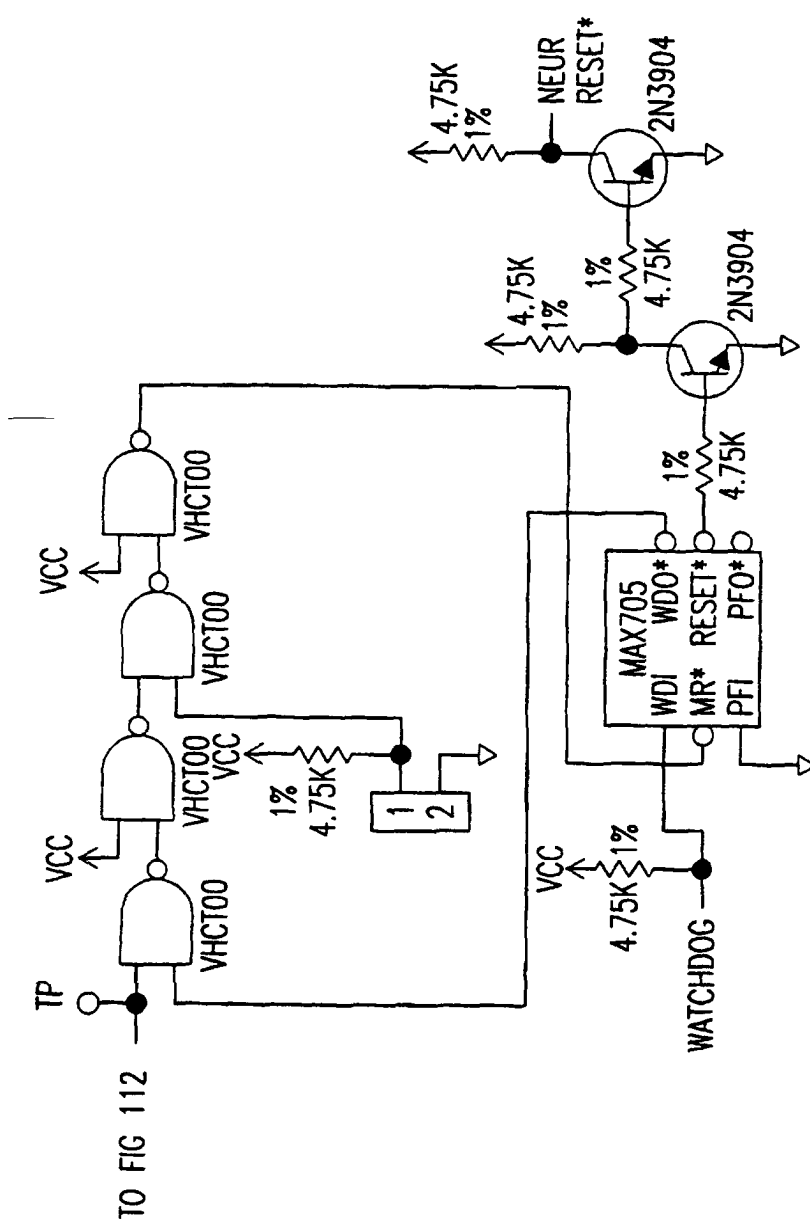 TO FIG 112
TP
VHCT00
VCC
VHCT00
VHCT00
VCC
VHCT00
VCC
1%
4.75K
1
2
VCC
4.75K
1%
WATCHDOG
MAX705
WDI WDO*
MR* RESET*
PFI PFO*
1%
4.75K
2N3904
4.75K
1%
1%
4.75K
2N3904
4.75K
1%
NEUR
RESET*